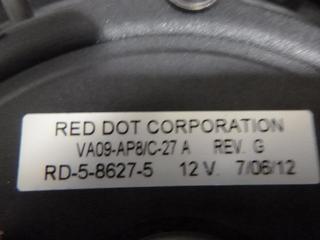 RED DOT CORPORATION
VA09-AP8/C-27 A REV. G
RD-5-8627-5 12 V. 7/06/12